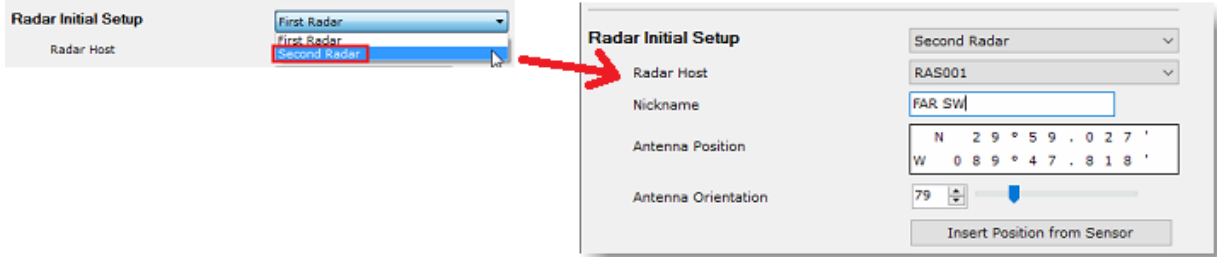 Radar Initial Setup
First Radar
First Radar
Second Radar
Radar Host
Radar Initial Setup
Second Radar
Radar Host
RAS001
Nickname
FAR SW
Antenna Position
N 29°59.027'
W 089°47.818'
Antenna Orientation
79
Insert Position from Sensor